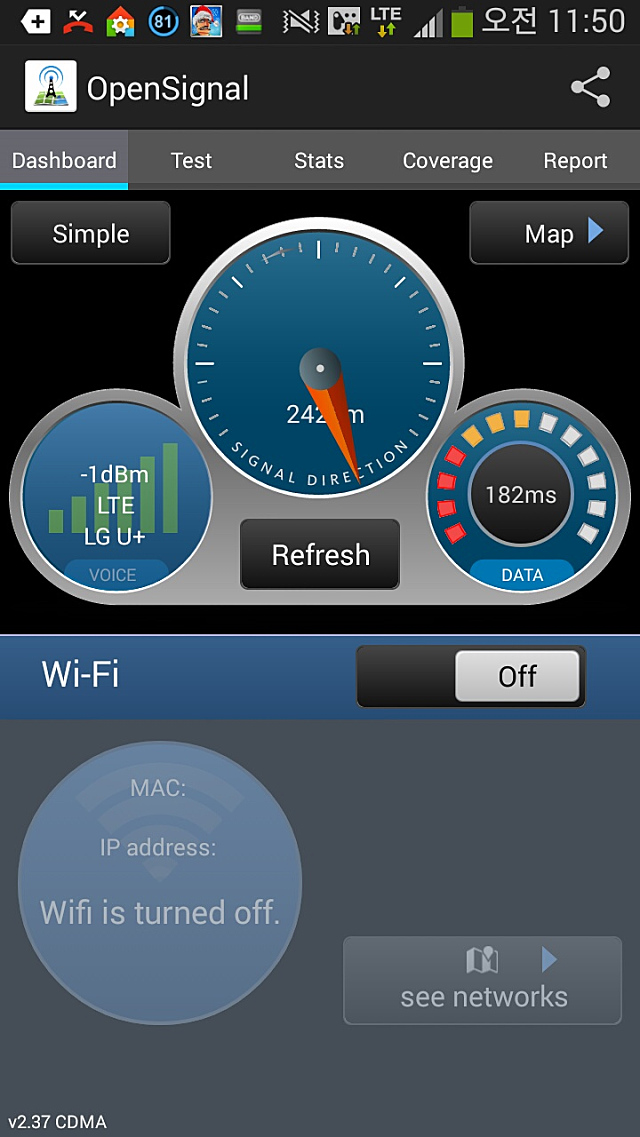 81
LTE
오전 11:50
OpenSignal
Dashboard
Test
Stats
Coverage
Report
Simple
Map
SIGNAL DIRECTION
-1dBm
LTE
LG U+
VOICE
182ms
DATA
Refresh
Wi-Fi
Off
MAC:
IP address:
Wifi is turned off.
see networks
v2.37 CDMA